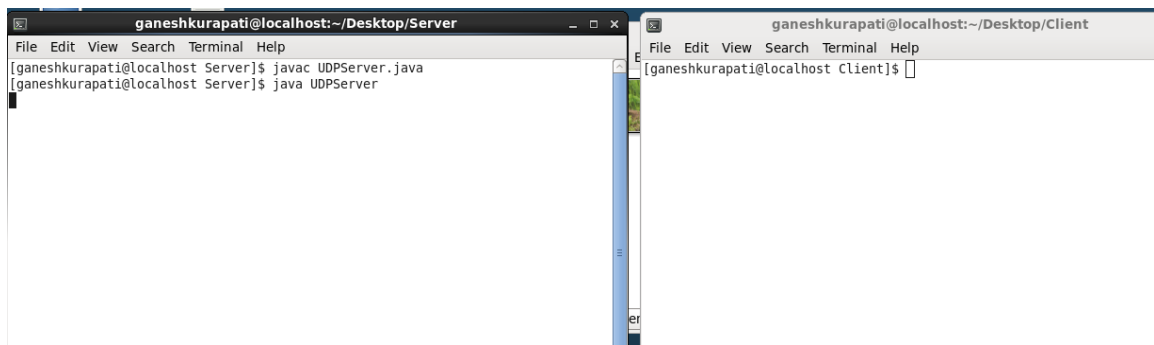 ganeshkurapati@localhost:~/Desktop/Server
File Edit View Search Terminal Help
[ganeshkurapati@localhost Server]$ javac UDPServer.java
[ganeshkurapati@localhost Server]$ java UDPServer
ganeshkurapati@localhost:~/Desktop/Client
File Edit View Search Terminal Help
[ganeshkurapati@localhost Client]$